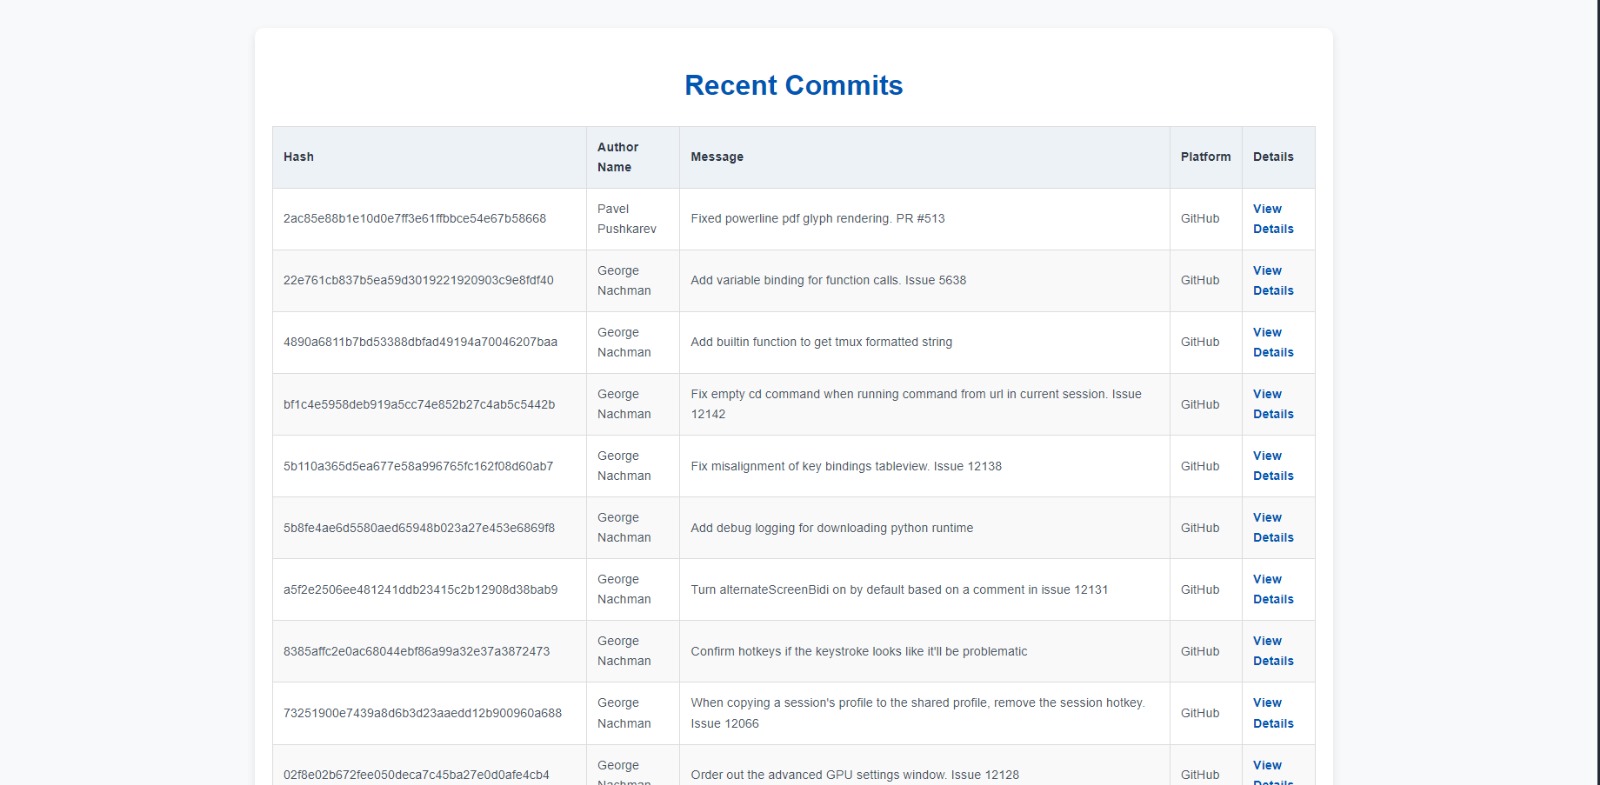 Recent Commits
Hash
Author
Name
Message
Platform
Details
2ac85e88b1e10d0e7ff3e61ffbbce54e67b58668
Pavel
Pushkarev
Fixed powerline pdf glyph rendering. PR #513
GitHub
View
Details
22e761cb837b5ea59d3019221920903c9e8fdf40
George
Nachman
Add variable binding for function calls. Issue 5638
GitHub
View
Details
4890a6811b7bd53388dbfad49194a70046207baa
George
Nachman
Add builtin function to get tmux formatted string
GitHub
View
Details
bf1c4e5958deb919a5cc74e852b27c4ab5c5442b
George
Nachman
Fix empty cd command when running command from url in current session. Issue
12142
GitHub
View
Details
5b110a365d5ea677e58a996765fc162f08d60ab7
George
Nachman
Fix misalignment of key bindings tableview. Issue 12138
GitHub
View
Details
5b8fe4ae6d5580aed65948b023a27e453e6869f8
George
Nachman
Add debug logging for downloading python runtime
GitHub
View
Details
a5f2e2506ee481241ddb23415c2b12908d38bab9
George
Nachman
Turn alternateScreenBidi on by default based on a comment in issue 12131
GitHub
View
Details
8385affc2e0ac68044ebf86a99a32e37a3872473
George
Nachman
Confirm hotkeys if the keystroke looks like it'll be problematic
GitHub
View
Details
73251900e7439a8d6b3d23aaedd12b900960a688
George
Nachman
When copying a session's profile to the shared profile, remove the session hotkey.
Issue 12066
GitHub
View
Details
02f8e02b672fee050deca7c45ba27e0d0afe4cb4
George
Nachman
Order out the advanced GPU settings window. Issue 12128
GitHub
View
Details